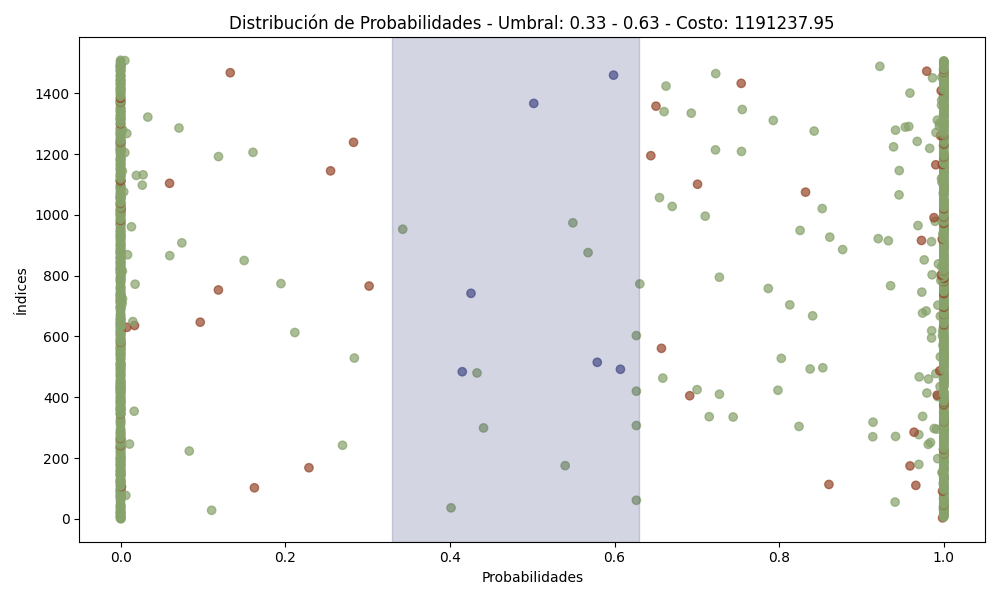 Distribución de Probabilidades - Umbral: 0.33 - 0.63 - Costo: 1191237.95
1400
1200
1000
800
600
400
200
0
Índices
0.0 0.2 0.4 0.6 0.8 1.0
Probabilidades